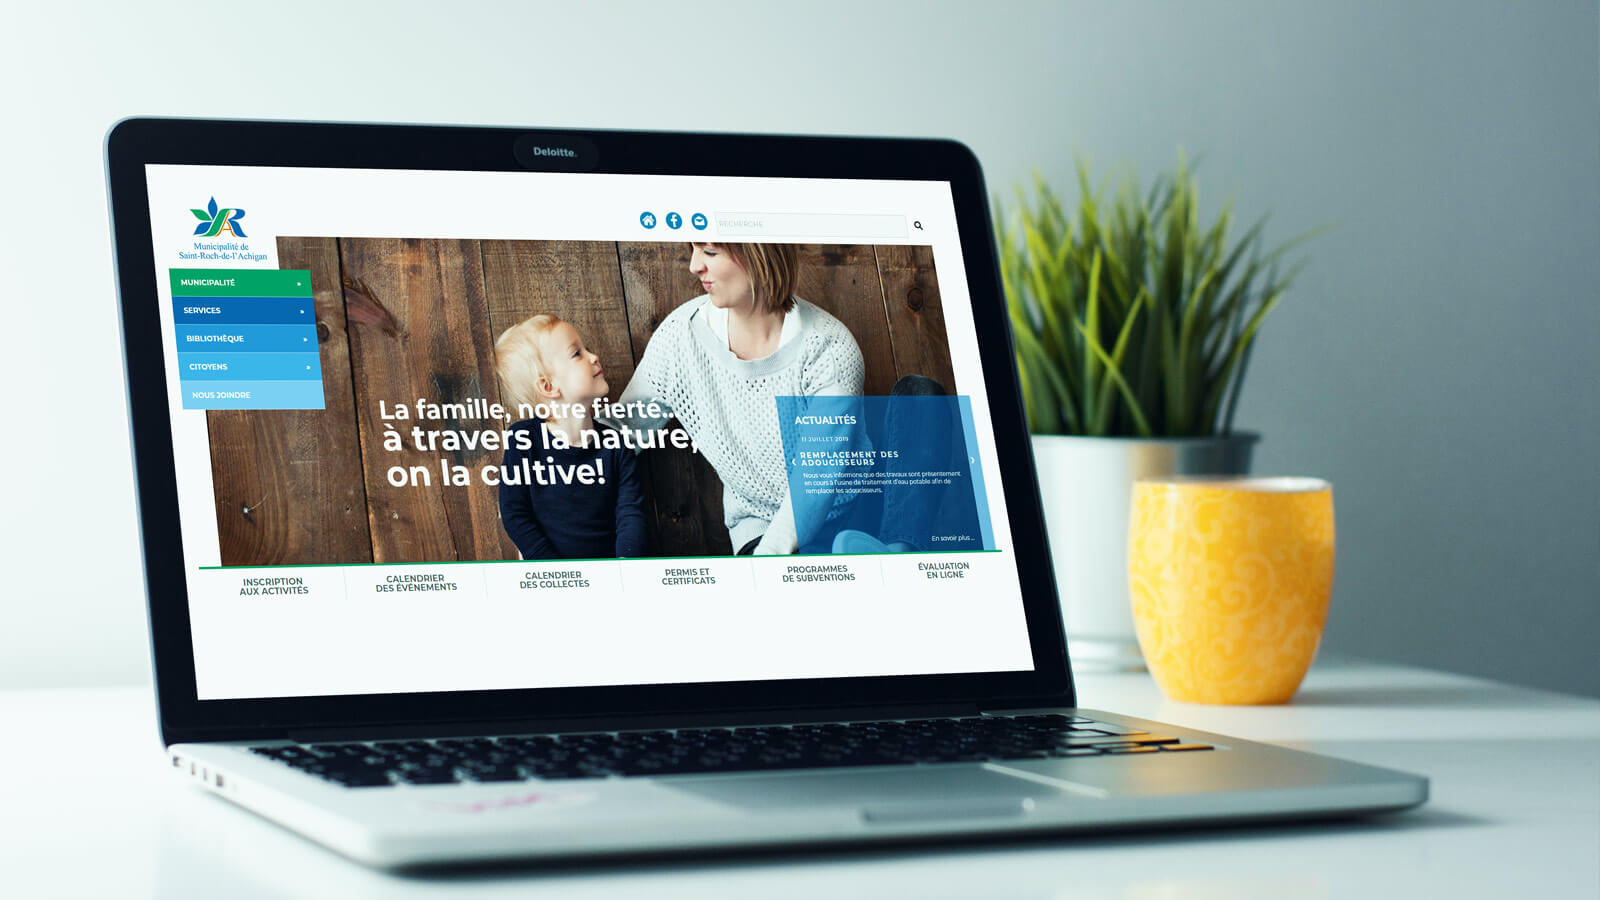 Deloitte.
Municipalité de
Saint-Roch-de-l'Achigan
RECHERCHE
MUNICIPALITÉ »
SERVICES »
BIBLIOTHÈQUE »
CITOYENS »
NOUS JOINDRE
La famille, notre fierté...
à travers la nature,
on la cultive!
ACTUALITÉS
11 JUILLET 2019
REMPLACEMENT DES
ADOUCISSEURS
Nous vous informons que des travaux sont présentement
en cours à l'usine de traitement d'eau potable afin de
remplacer les adoucisseurs.
En savoir plus ...
INSCRIPTION
AUX ACTIVITÉS
CALENDRIER
DES ÉVÉNEMENTS
CALENDRIER
DES COLLECTES
PERMIS ET
CERTIFICATS
PROGRAMMES
DE SUBVENTIONS
ÉVALUATION
EN LIGNE